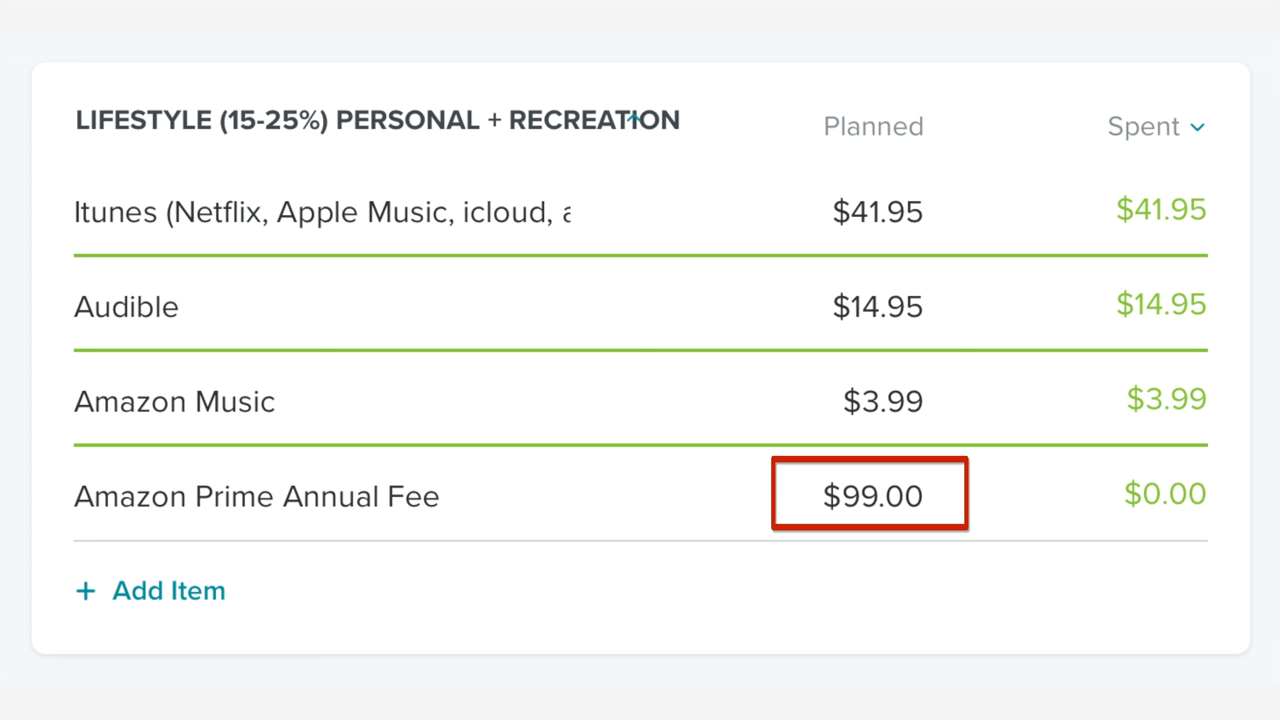 LIFESTYLE (15-25%) PERSONAL + RECREATION Planned Spent
Itunes (Netflix, Apple Music, icloud, $41.95 $41.95
Audible $14.95 $14.95
Amazon Music $3.99 $3.99
Amazon Prime Annual Fee $99.00 $0.00
+ Add Item